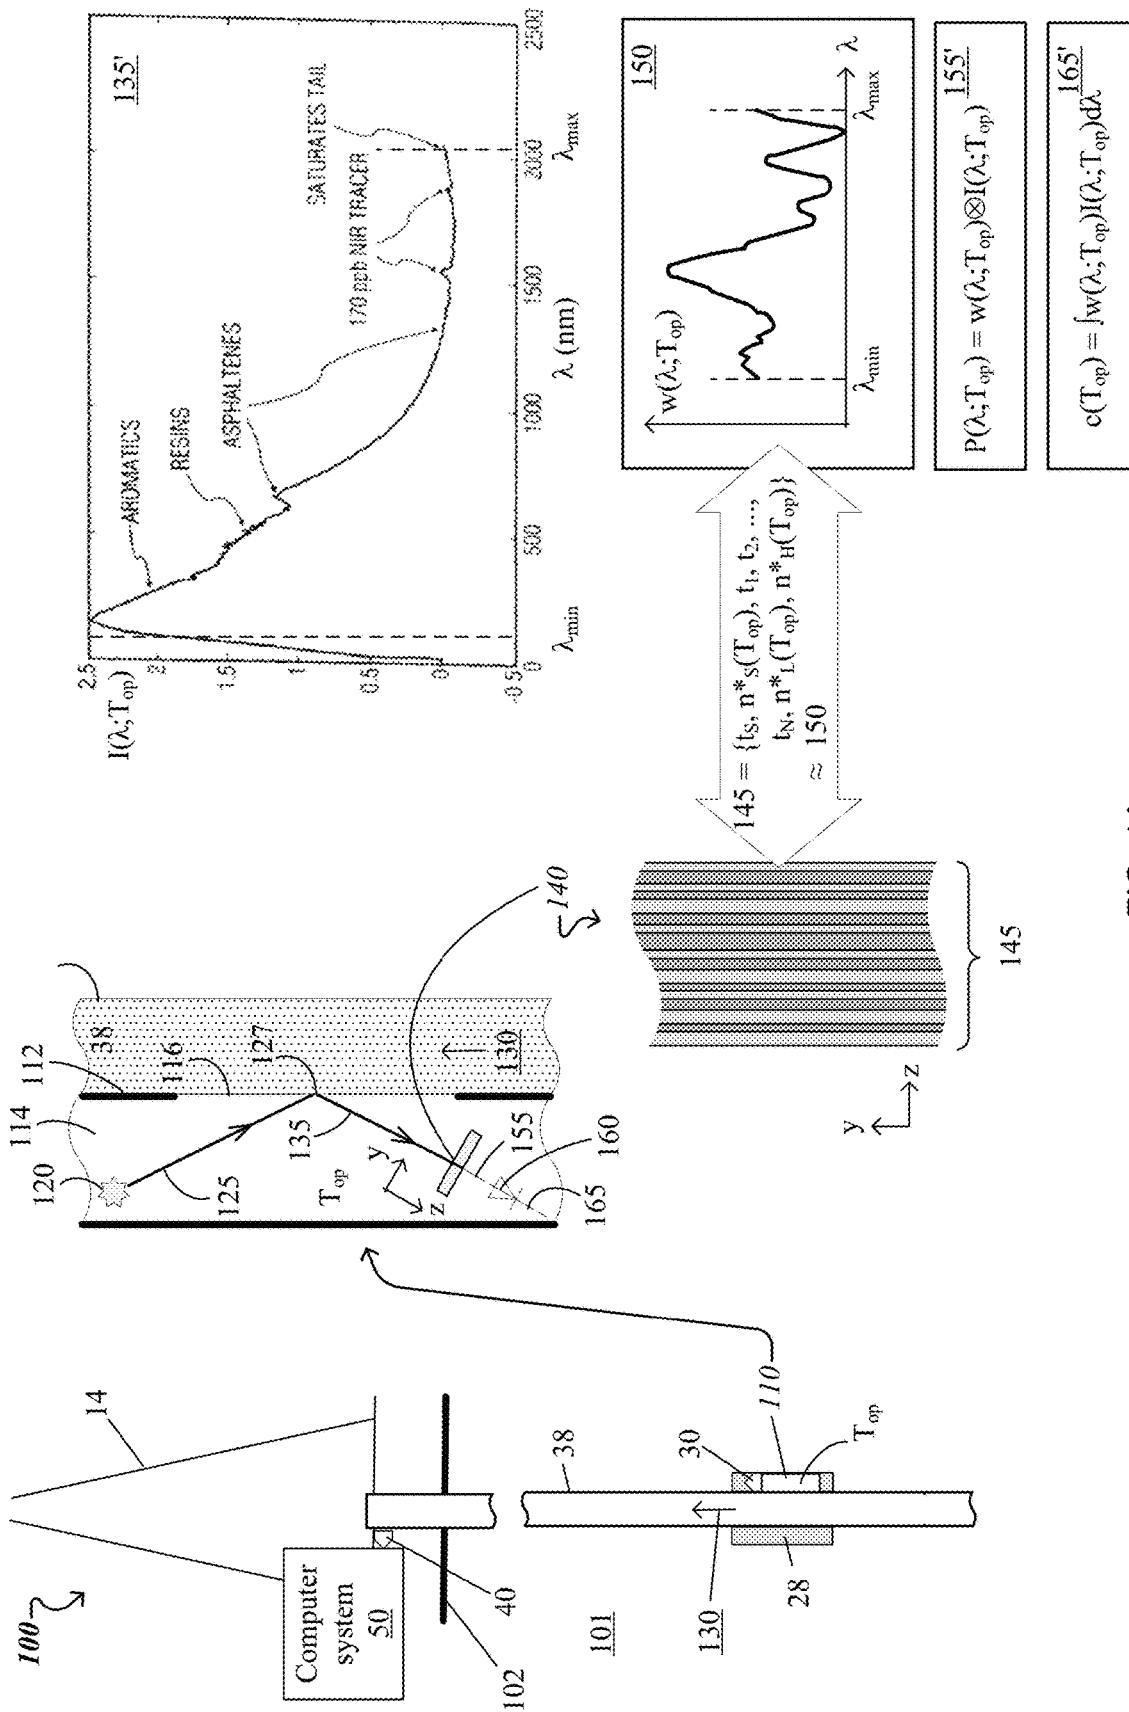 100
14
Computer
system
50
40
102
101
38
30
110
T_op
130
28
120
114
112
38
116
127
125
135
T_op
y
z
130
140
155
160
165
I(λ;T_op)
2.5
2
1.5
1
0.5
0
-0.5
0
500
1000
1500
2000
2500
λ_min
λ (nm)
λ_max
AROMATICS
RESINS
ASPHALTENES
170 ppb NIR TRACER
SATURATES TAIL
135'
140
y
z
145
145 = {t_S, n*_S(T_op), t_1, t_2, ...,
t_N, n*_L(T_op), n*_H(T_op)}
≈ 150
w(λ;T_op)
150
λ_min
λ_max
λ
155'
P(λ;T_op) = w(λ;T_op)⊗I(λ;T_op)
165'
c(T_op) = ∫w(λ;T_op)I(λ;T_op)dλ